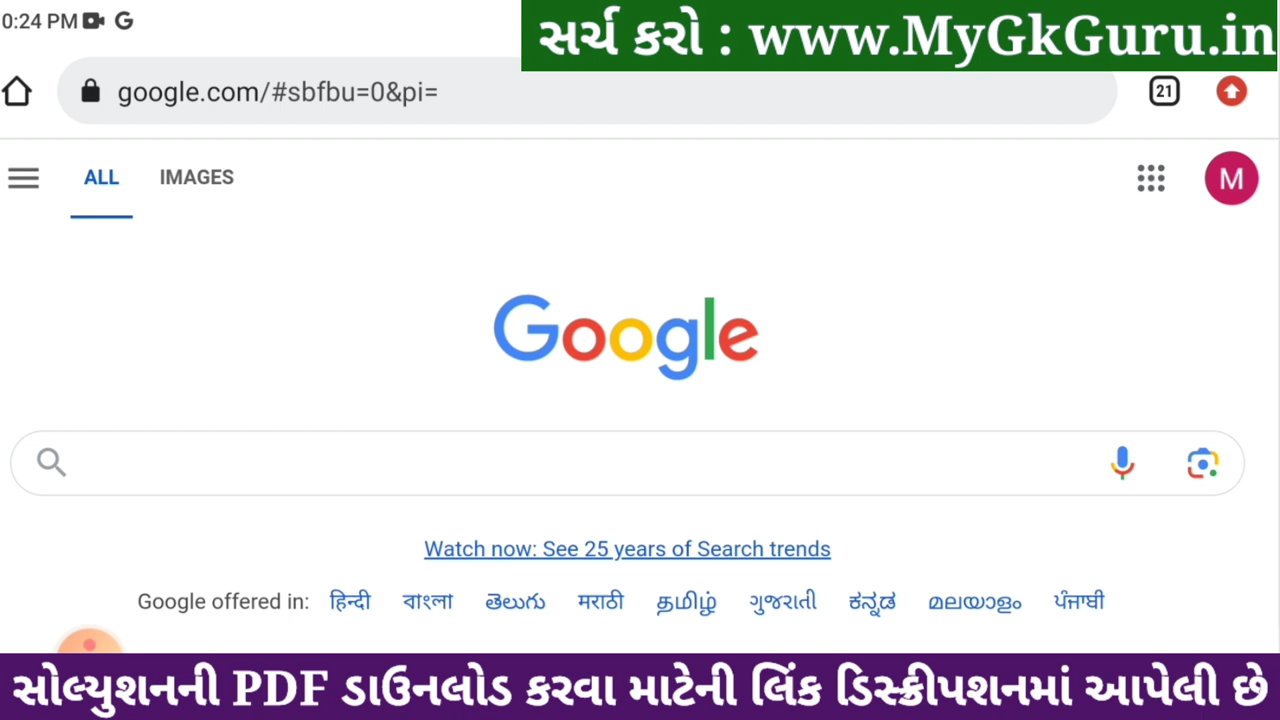 0:24 PM G
સર્ચ કરો : www.MyGkGuru.in
google.com/#sbfbu=0&pi=
21
ALL IMAGES
M
Google
Watch now: See 25 years of Search trends
Google offered in: हिन्दी বাংলা తెలుగు मराठी தமிழ் ગુજરાતી ಕನ್ನಡ മലയാളം ਪੰਜਾਬੀ
સોલ્યુશનની PDF ડાઉનલોડ કરવા માટેની લિંક ડિસ્ક્રીપશનમાં આપેલી છે